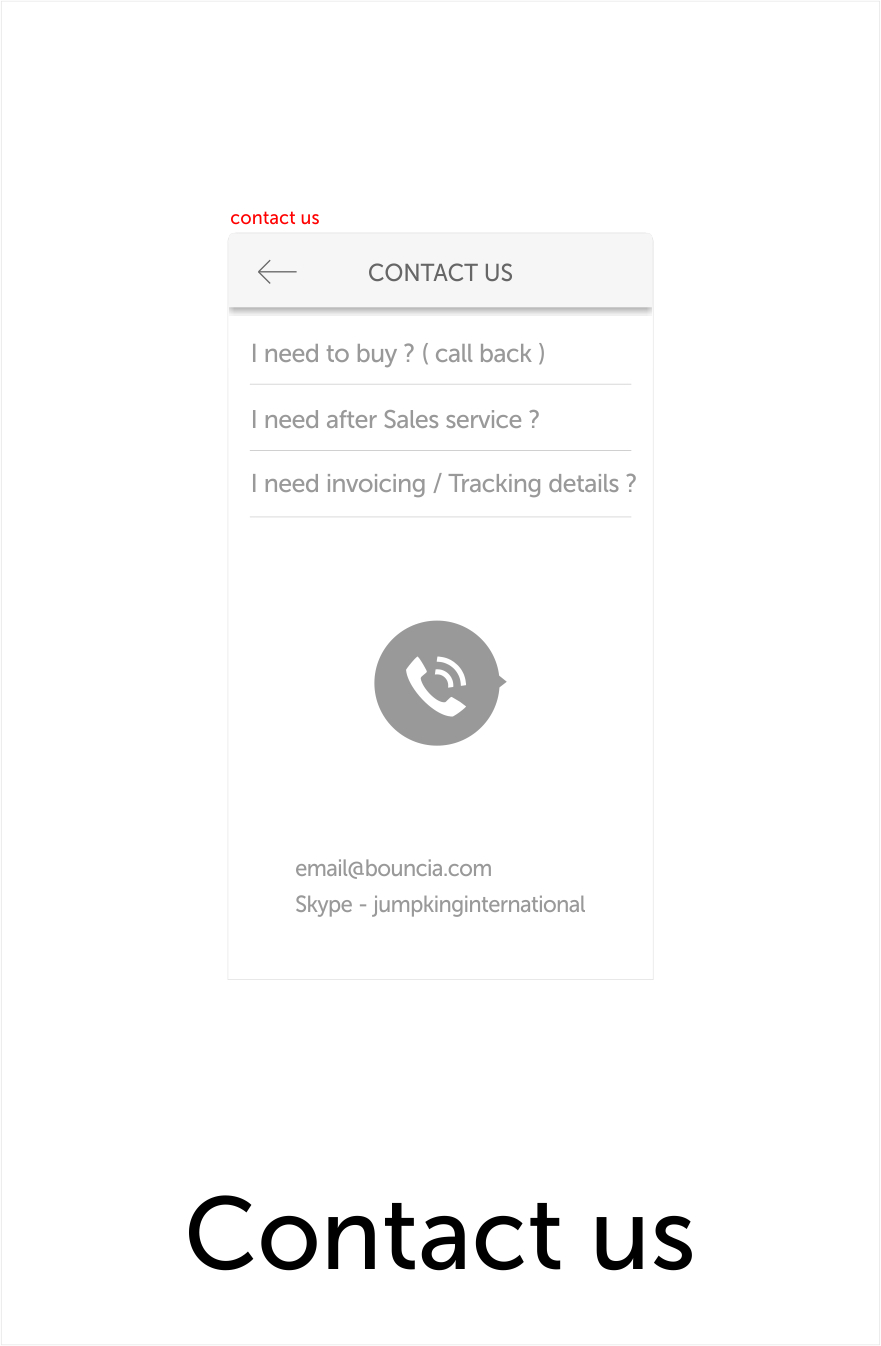 contact us
CONTACT US
I need to buy ? ( call back )
I need after Sales service ?
I need invoicing / Tracking details ?
email@bouncia.com
Skype - jumpkinginternational
Contact us